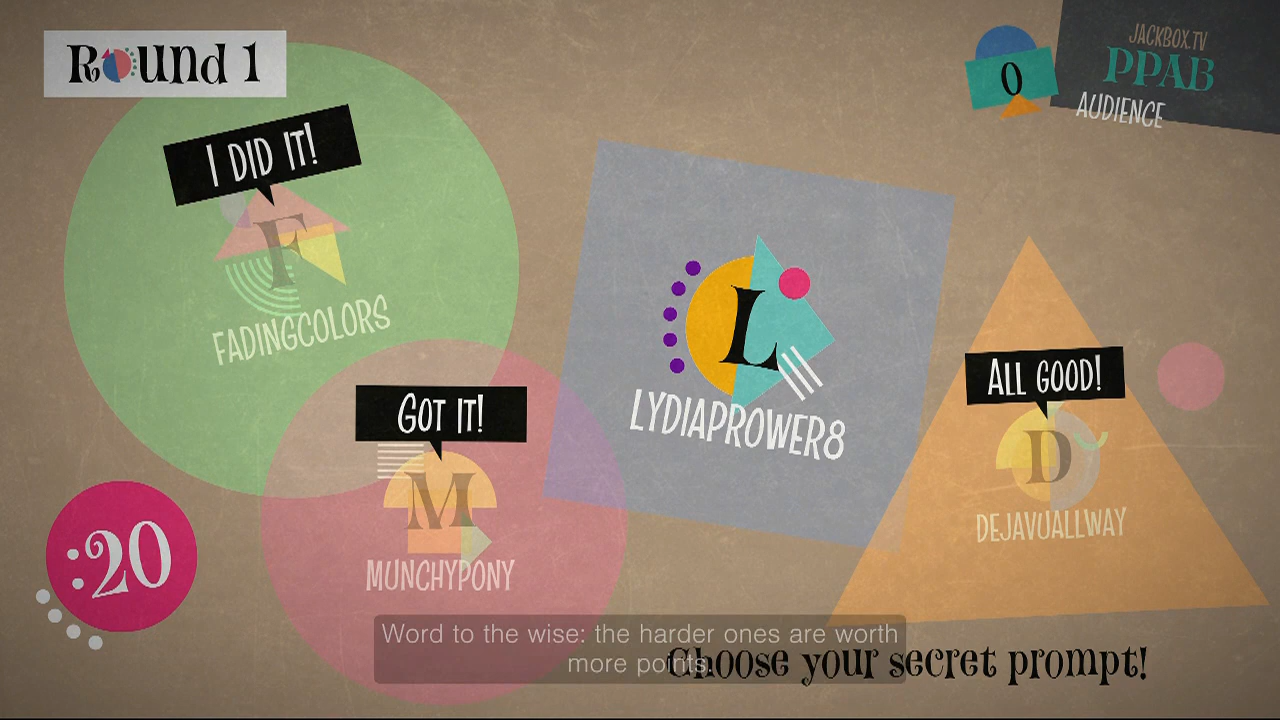 Round 1
JACKBOX.TV
PPAB
0
AUDIENCE
I DID IT!
F
FADINGCOLORS
L
LYDIAPROWER8
GOT IT!
M
MUNCHYPONY
ALL GOOD!
D
DEJAVUALLWAY
:20
Word to the wise: the harder ones are worth
more points.
Choose your secret prompt!